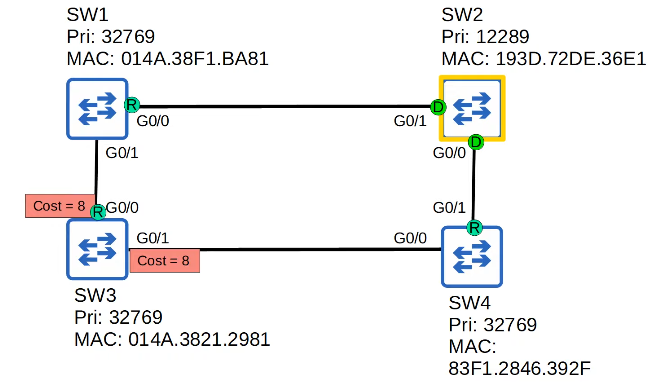 SW1
Pri: 32769
MAC: 014A.38F1.BA81
SW2
Pri: 12289
MAC: 193D.72DE.36E1
R
G0/0
G0/1
D
G0/1
G0/0
D
Cost = 8
R
G0/0
G0/1
R
G0/1
Cost = 8
G0/0
SW3
Pri: 32769
MAC: 014A.3821.2981
SW4
Pri: 32769
MAC:
83F1.2846.392F